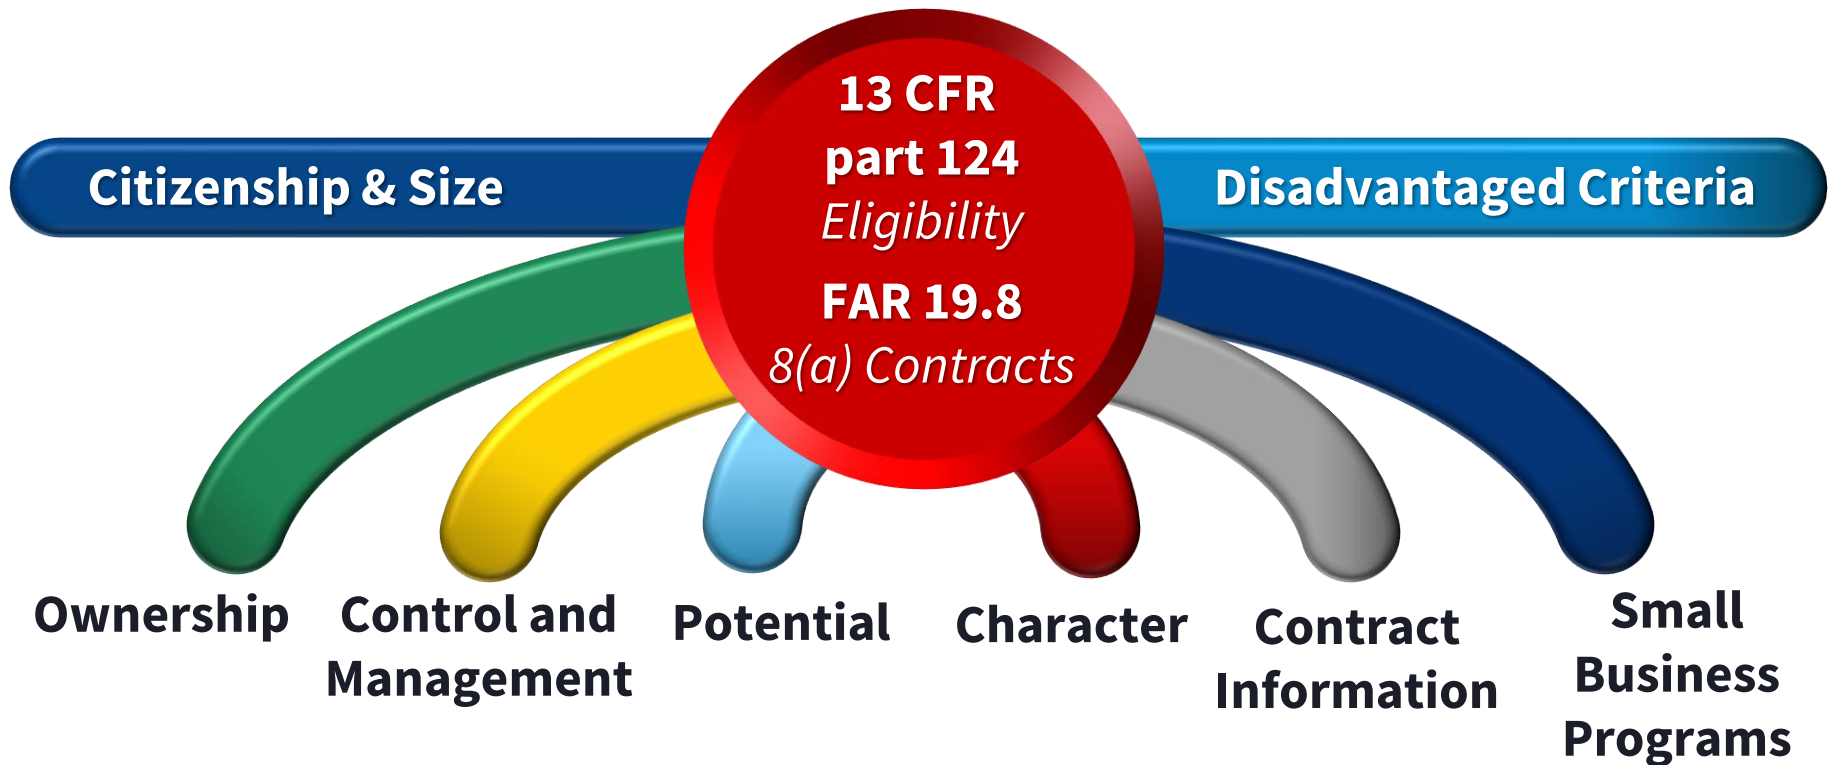 13 CFR
part 124
Eligibility
FAR 19.8
8(a) Contracts
Citizenship & Size
Disadvantaged Criteria
Ownership
Control and
Management
Potential
Character
Contract
Information
Small
Business
Programs